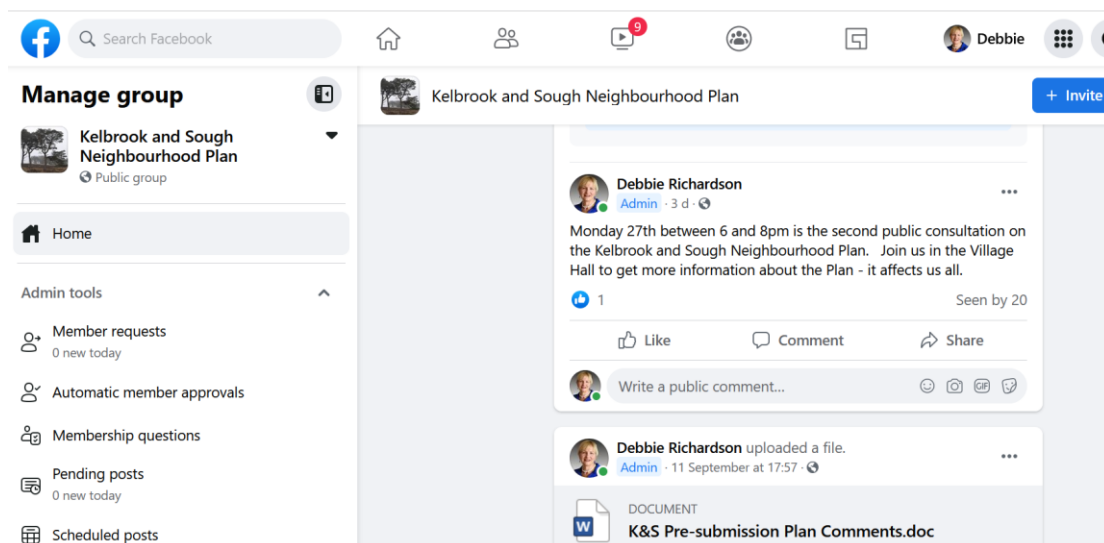 Search Facebook
9
Debbie
Manage group
Kelbrook and Sough
Neighbourhood Plan
Public group
Home
Admin tools
Member requests
0 new today
Automatic member approvals
Membership questions
Pending posts
0 new today
Scheduled posts
Kelbrook and Sough Neighbourhood Plan
+ Invite
Debbie Richardson
Admin · 3 d ·
Monday 27th between 6 and 8pm is the second public consultation on
the Kelbrook and Sough Neighbourhood Plan. Join us in the Village
Hall to get more information about the Plan - it affects us all.
1
Seen by 20
Like Comment Share
Write a public comment...
GIF
Debbie Richardson uploaded a file.
Admin · 11 September at 17:57 ·
DOCUMENT
W
K&S Pre-submission Plan Comments.doc